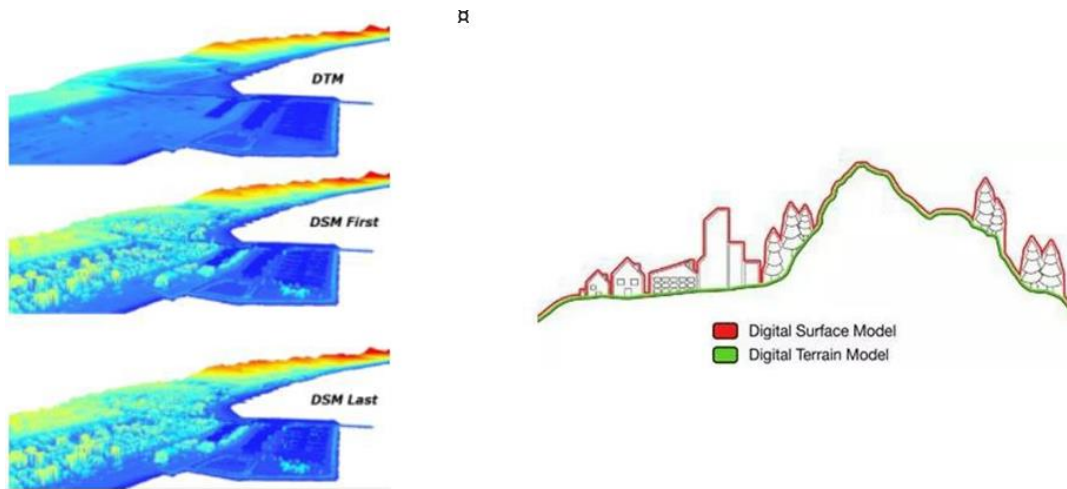 ¤
DTM
DSM First
DSM Last
Digital Surface Model
Digital Terrain Model